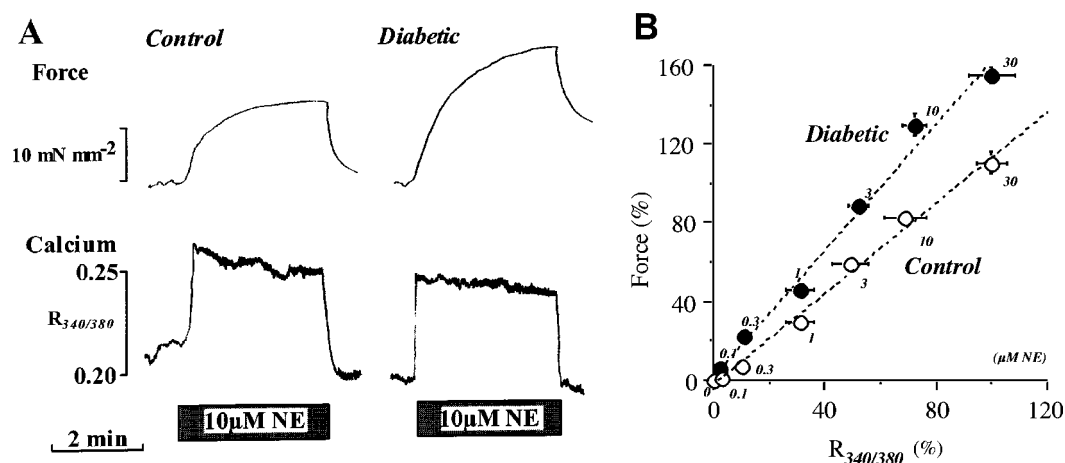 A
Control
Diabetic
Force
10 mN mm-2
Calcium
0.25
R340/380
0.20
10µM NE
10µM NE
2 min
B
160
120
80
40
0
Force (%)
30
10
Diabetic
3
1
0.3
0.1
30
10
Control
3
1
0.3
0.1
0
(µM NE)
0
40
80
120
R340/380 (%)